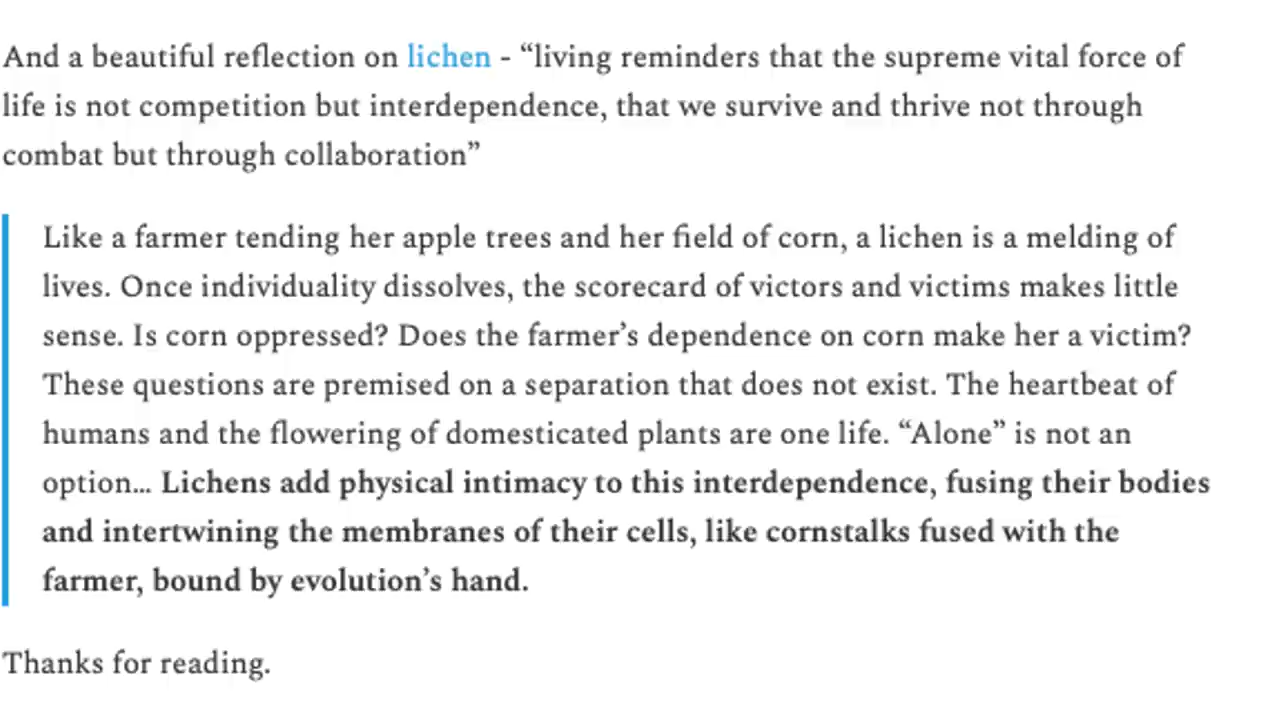 And a beautiful reflection on lichen - “living reminders that the supreme vital force of
life is not competition but interdependence, that we survive and thrive not through
combat but through collaboration”
Like a farmer tending her apple trees and her field of corn, a lichen is a melding of
lives. Once individuality dissolves, the scorecard of victors and victims makes little
sense. Is corn oppressed? Does the farmer’s dependence on corn make her a victim?
These questions are premised on a separation that does not exist. The heartbeat of
humans and the flowering of domesticated plants are one life. “Alone” is not an
option… Lichens add physical intimacy to this interdependence, fusing their bodies
and intertwining the membranes of their cells, like cornstalks fused with the
farmer, bound by evolution’s hand.
Thanks for reading.